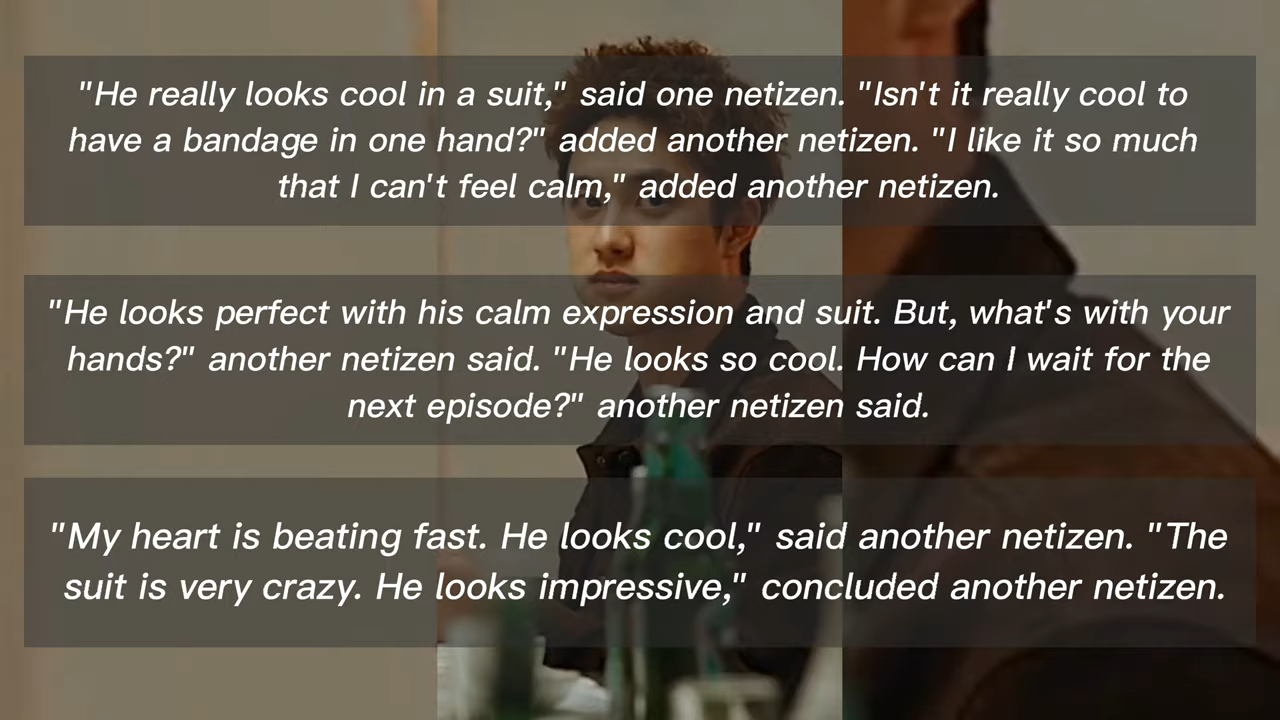 "He really looks cool in a suit," said one netizen. "Isn't it really cool to
have a bandage in one hand?" added another netizen. "I like it so much
that I can't feel calm," added another netizen.
"He looks perfect with his calm expression and suit. But, what's with your
hands?" another netizen said. "He looks so cool. How can I wait for the
next episode?" another netizen said.
"My heart is beating fast. He looks cool," said another netizen. "The
suit is very crazy. He looks impressive," concluded another netizen.